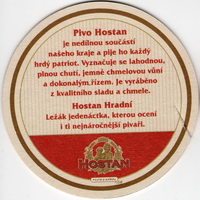 Pivo Hostan
je nedílnou součástí
našeho kraje a pije ho každý
hrdý patriot. Vyznačuje se lahodnou,
plnou chutí, jemně chmelovou vůní
a dokonalým řízem. Je vyráběno
z kvalitního sladu a chmele.
Hostan Hradní
Ležák jedenáctka, kterou ocení
i ti nejnáročnější pivaři.
HOSTAN